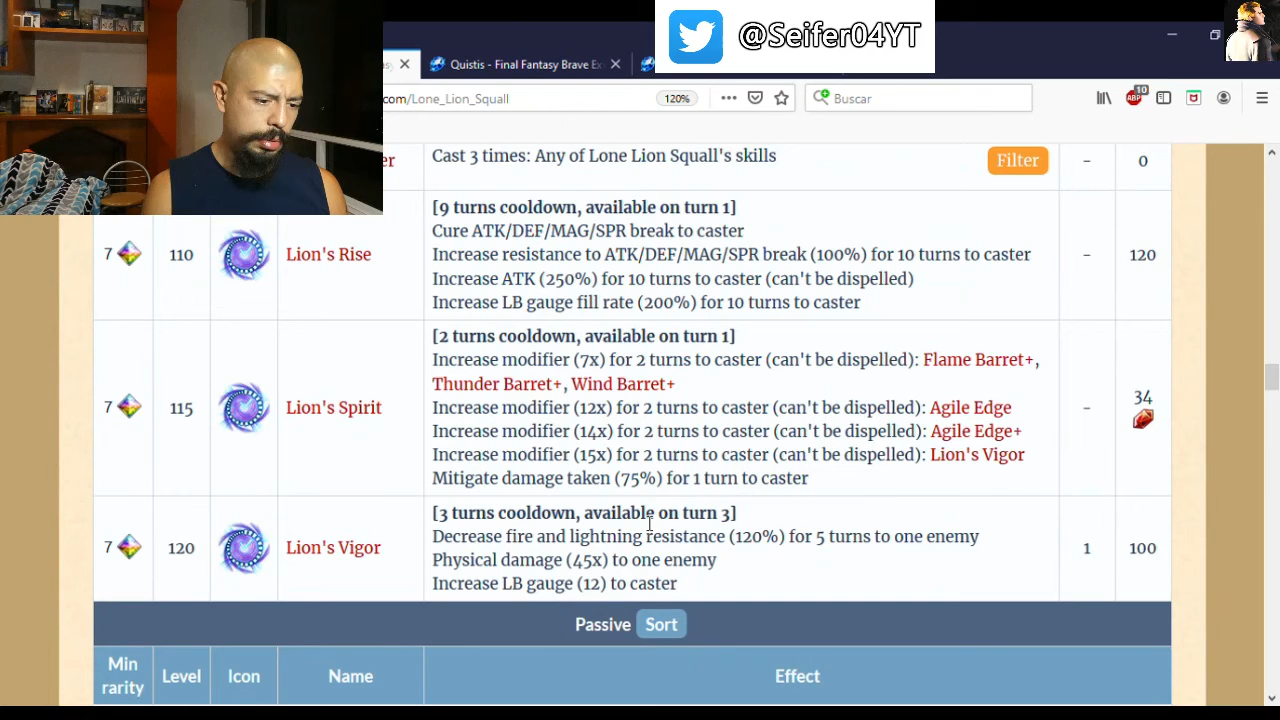 @Seifer04YT
Quistis - Final Fantasy Brave Ex
com/Lone_Lion_Squall
120%
Buscar
10
er
Cast 3 times: Any of Lone Lion Squall's skills
Filter
-
0
7
110
Lion's Rise
[9 turns cooldown, available on turn 1]
Cure ATK/DEF/MAG/SPR break to caster
Increase resistance to ATK/DEF/MAG/SPR break (100%) for 10 turns to caster
Increase ATK (250%) for 10 turns to caster (can't be dispelled)
Increase LB gauge fill rate (200%) for 10 turns to caster
-
120
7
115
Lion's Spirit
[2 turns cooldown, available on turn 1]
Increase modifier (7x) for 2 turns to caster (can't be dispelled): Flame Barret+,
Thunder Barret+, Wind Barret+
Increase modifier (12x) for 2 turns to caster (can't be dispelled): Agile Edge
Increase modifier (14x) for 2 turns to caster (can't be dispelled): Agile Edge+
Increase modifier (15x) for 2 turns to caster (can't be dispelled): Lion's Vigor
Mitigate damage taken (75%) for 1 turn to caster
-
34
7
120
Lion's Vigor
[3 turns cooldown, available on turn 3]
Decrease fire and lightning resistance (120%) for 5 turns to one enemy
Physical damage (45x) to one enemy
Increase LB gauge (12) to caster
1
100
Passive Sort
Min
rarity
Level
Icon
Name
Effect